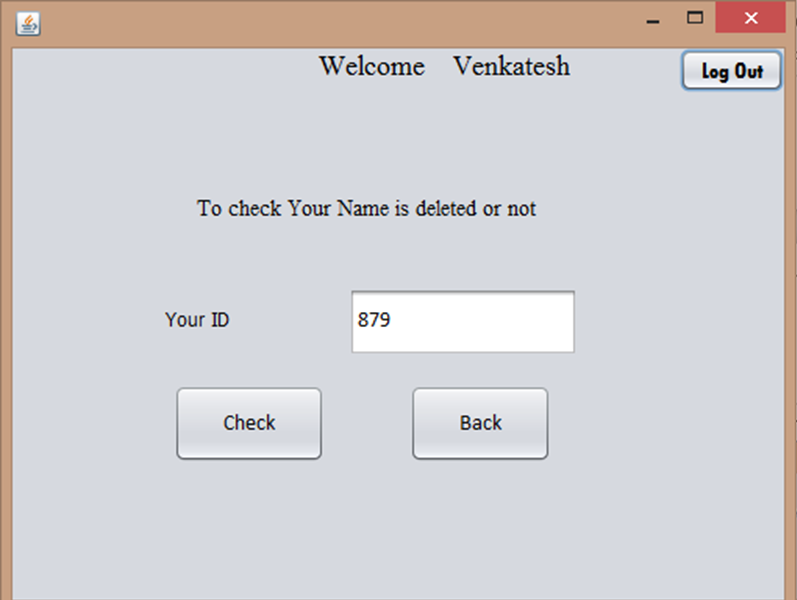 Welcome Venkatesh
Log Out
To check Your Name is deleted or not
Your ID
879
Check
Back